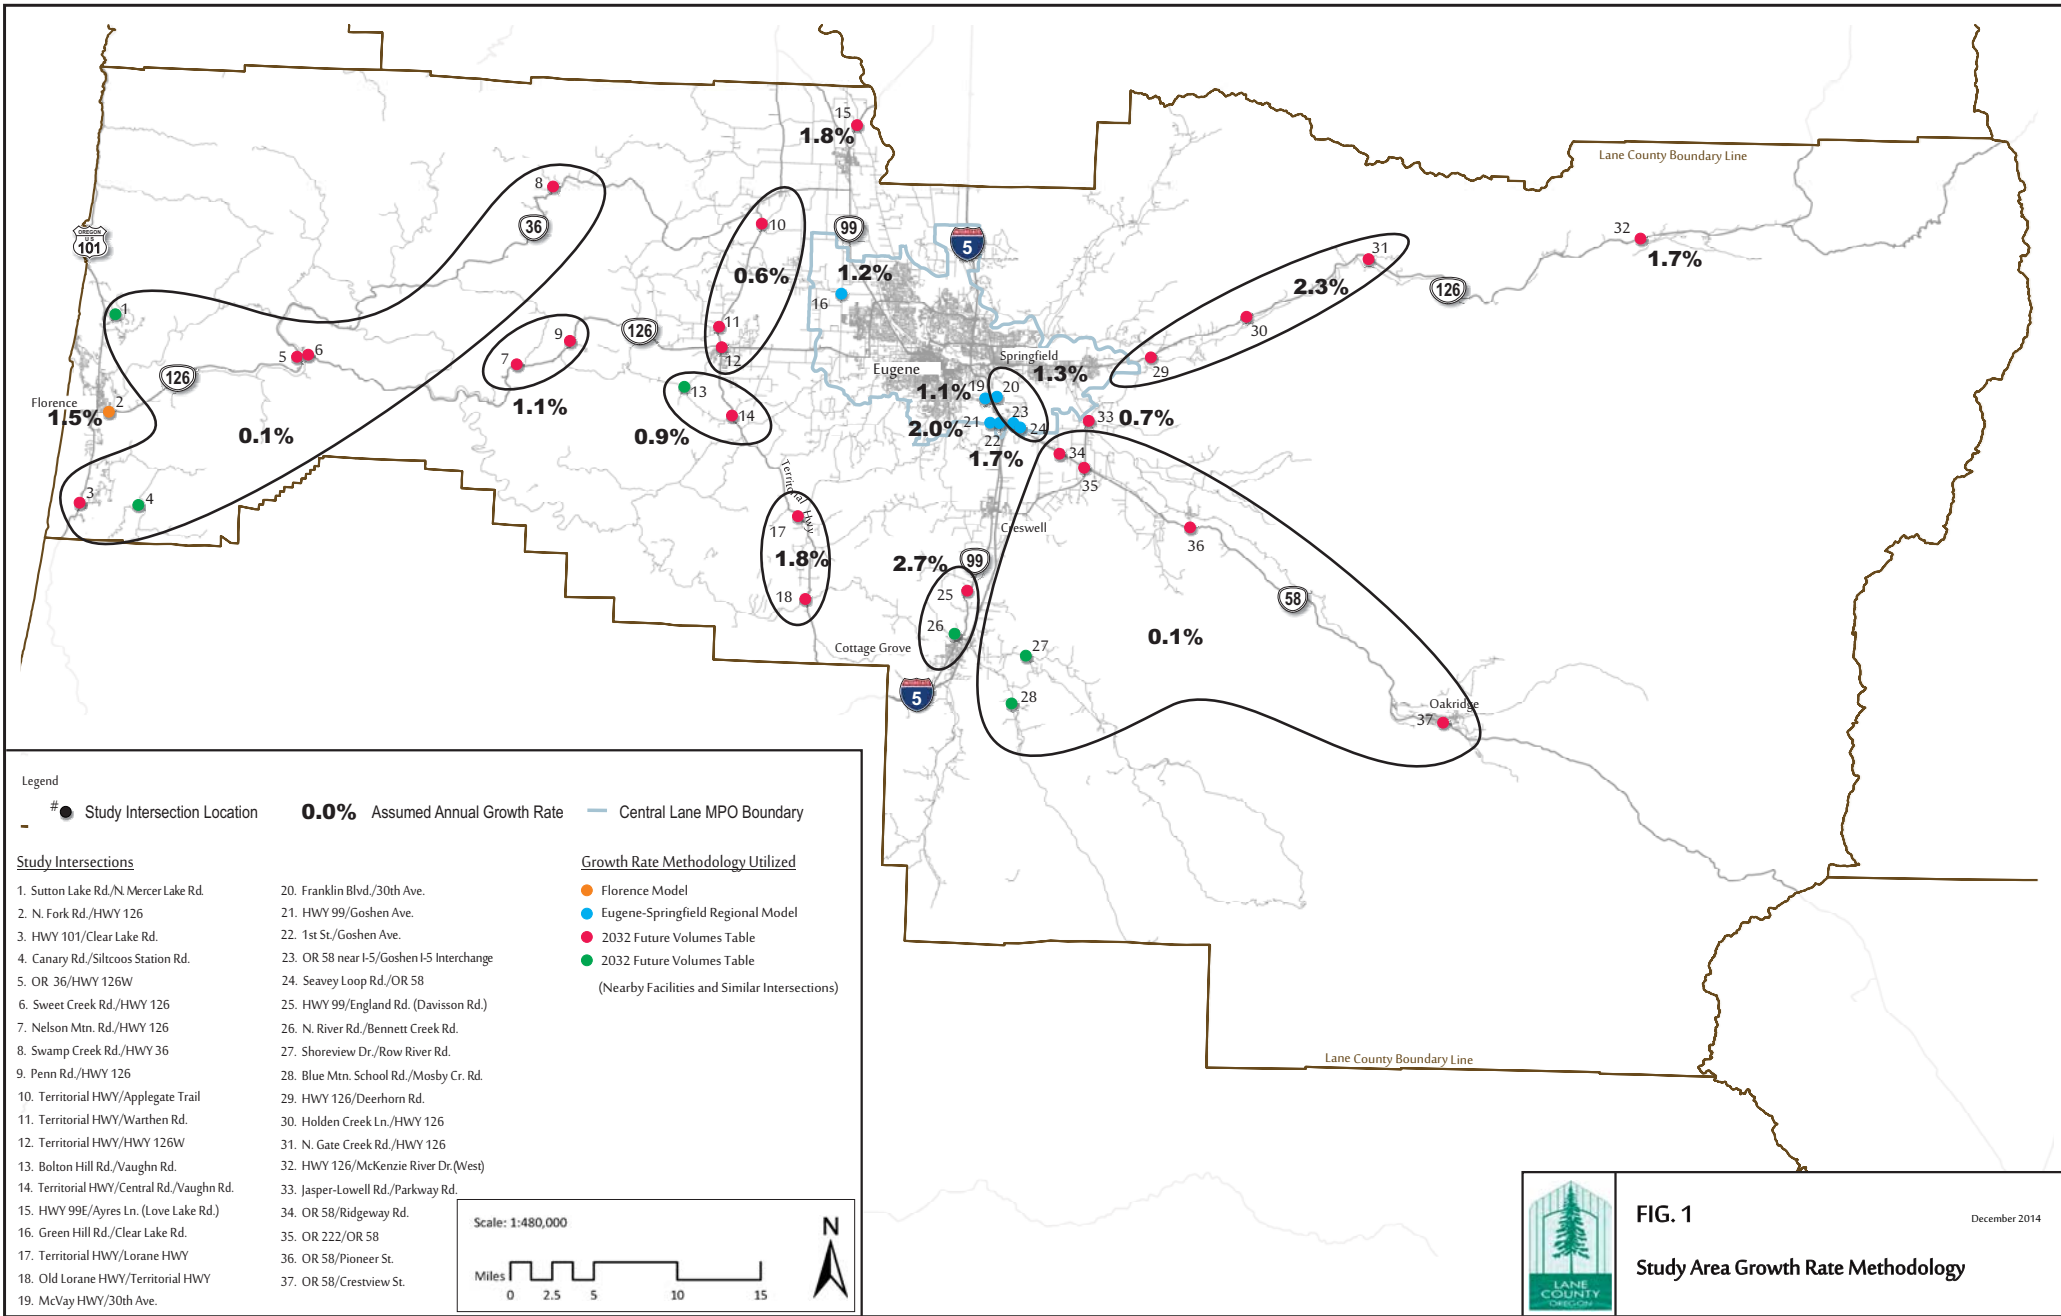 Lane County Boundary Line
15
1.8%
8
36
OREGON
U S
101
10
99
INTERSTATE
5
32
1.7%
31
0.6%
1.2%
2.3%
126
16
1
9
126
11
30
5
6
7
12
Springfield
29
126
Eugene
1.3%
Florence
2
1.5%
1.1%
13
1.1%
19
20
0.1%
14
0.9%
2.0%
21
23
24
22
33
0.7%
1.7%
34
Territorial Hwy
35
3
4
17
Creswell
36
1.8%
2.7%
99
18
25
58
26
Cottage Grove
27
0.1%
INTERSTATE
5
28
Oakridge
37
Lane County Boundary Line
Legend
# Study Intersection Location
0.0% Assumed Annual Growth Rate
Central Lane MPO Boundary
Study Intersections
1. Sutton Lake Rd./N. Mercer Lake Rd.
2. N. Fork Rd./HWY 126
3. HWY 101/Clear Lake Rd.
4. Canary Rd./Siltcoos Station Rd.
5. OR 36/HWY 126W
6. Sweet Creek Rd./HWY 126
7. Nelson Mtn. Rd./HWY 126
8. Swamp Creek Rd./HWY 36
9. Penn Rd./HWY 126
10. Territorial HWY/Applegate Trail
11. Territorial HWY/Warthen Rd.
12. Territorial HWY/HWY 126W
13. Bolton Hill Rd./Vaughn Rd.
14. Territorial HWY/Central Rd./Vaughn Rd.
15. HWY 99E/Ayres Ln. (Love Lake Rd.)
16. Green Hill Rd./Clear Lake Rd.
17. Territorial HWY/Lorane HWY
18. Old Lorane HWY/Territorial HWY
19. McVay HWY/30th Ave.
20. Franklin Blvd./30th Ave.
21. HWY 99/Goshen Ave.
22. 1st St./Goshen Ave.
23. OR 58 near I-5/Goshen I-5 Interchange
24. Seavey Loop Rd./OR 58
25. HWY 99/England Rd. (Davisson Rd.)
26. N. River Rd./Bennett Creek Rd.
27. Shoreview Dr./Row River Rd.
28. Blue Mtn. School Rd./Mosby Cr. Rd.
29. HWY 126/Deerhorn Rd.
30. Holden Creek Ln./HWY 126
31. N. Gate Creek Rd./HWY 126
32. HWY 126/McKenzie River Dr.(West)
33. Jasper-Lowell Rd./Parkway Rd.
34. OR 58/Ridgeway Rd.
35. OR 222/OR 58
36. OR 58/Pioneer St.
37. OR 58/Crestview St.
Growth Rate Methodology Utilized
Florence Model
Eugene-Springfield Regional Model
2032 Future Volumes Table
2032 Future Volumes Table
(Nearby Facilities and Similar Intersections)
Scale: 1:480,000
N
Miles
0 2.5 5 10 15
LANE
COUNTY
OREGON
FIG. 1
December 2014
Study Area Growth Rate Methodology